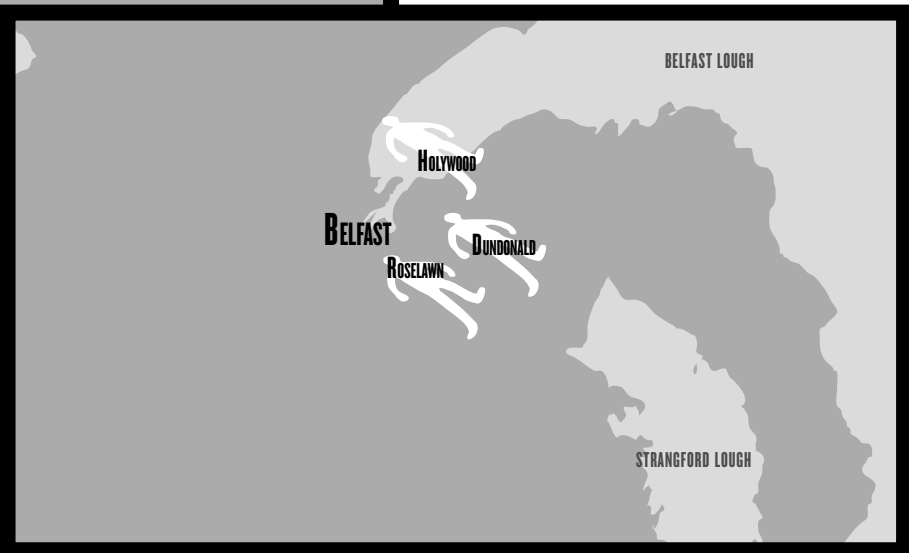 BELFAST LOUGH
HOLYWOOD
BELFAST
DUNDONALD
ROSELAWN
STRANGFORD LOUGH